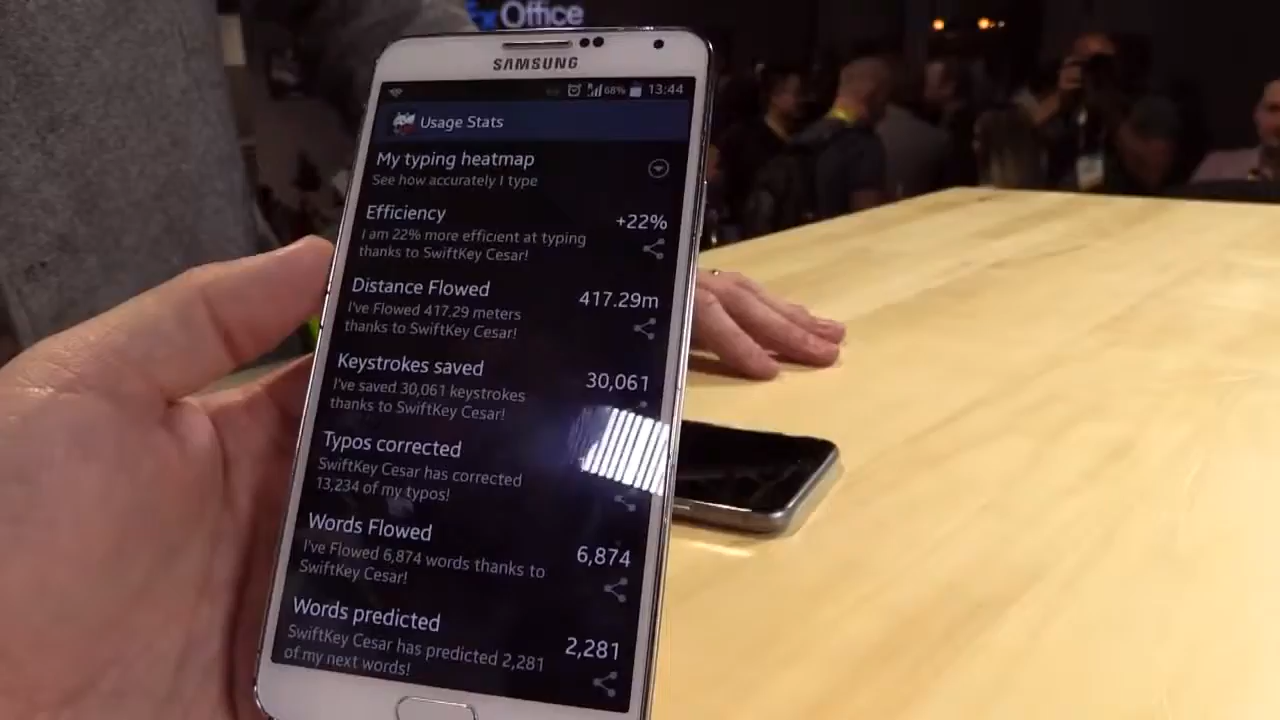 ExOffice
SAMSUNG
68% 13:44
Usage Stats
My typing heatmap
See how accurately I type
Efficiency
+22%
I am 22% more efficient at typing
thanks to SwiftKey Cesar!
Distance Flowed
417.29m
I've Flowed 417.29 meters
thanks to SwiftKey Cesar!
Keystrokes saved
30,061
I've saved 30,061 keystrokes
thanks to SwiftKey Cesar!
Typos corrected
SwiftKey Cesar has corrected
13,234 of my typos!
Words Flowed
6,874
I've Flowed 6,874 words thanks to
SwiftKey Cesar!
Words predicted
2,281
SwiftKey Cesar has predicted 2,281
of my next words!